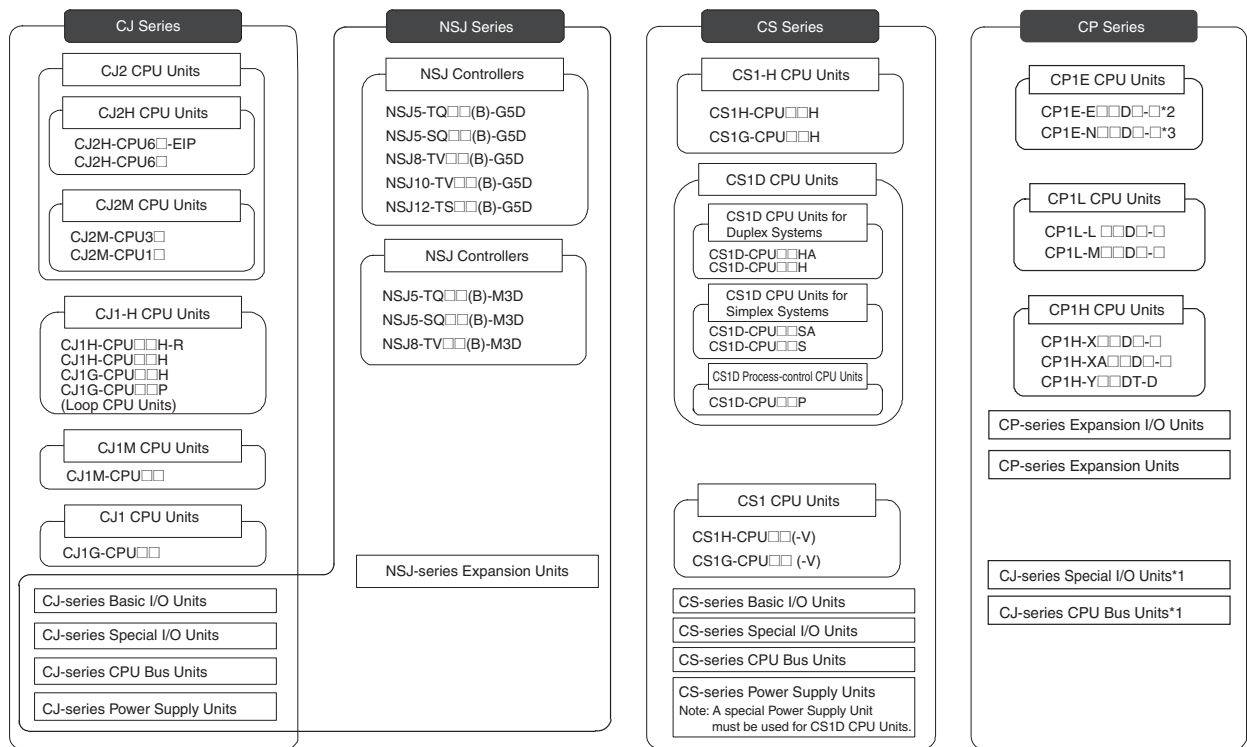 CJ Series
CJ2 CPU Units
CJ2H CPU Units
CJ2H-CPU6□-EIP
CJ2H-CPU6□
CJ2M CPU Units
CJ2M-CPU3□
CJ2M-CPU1□
CJ1-H CPU Units
CJ1H-CPU□□H-R
CJ1H-CPU□□H
CJ1G-CPU□□H
CJ1G-CPU□□P
(Loop CPU Units)
CJ1M CPU Units
CJ1M-CPU□□
CJ1 CPU Units
CJ1G-CPU□□
CJ-series Basic I/O Units
CJ-series Special I/O Units
CJ-series CPU Bus Units
CJ-series Power Supply Units
NSJ Series
NSJ Controllers
NSJ5-TQ□□(B)-G5D
NSJ5-SQ□□(B)-G5D
NSJ8-TV□□(B)-G5D
NSJ10-TV□□(B)-G5D
NSJ12-TS□□(B)-G5D
NSJ Controllers
NSJ5-TQ□□(B)-M3D
NSJ5-SQ□□(B)-M3D
NSJ8-TV□□(B)-M3D
NSJ-series Expansion Units
CS Series
CS1-H CPU Units
CS1H-CPU□□H
CS1G-CPU□□H
CS1D CPU Units
CS1D CPU Units for
Duplex Systems
CS1D-CPU□□HA
CS1D-CPU□□H
CS1D CPU Units for
Simplex Systems
CS1D-CPU□□SA
CS1D-CPU□□S
CS1D Process-control CPU Units
CS1D-CPU□□P
CS1 CPU Units
CS1H-CPU□□(-V)
CS1G-CPU□□ (-V)
CS-series Basic I/O Units
CS-series Special I/O Units
CS-series CPU Bus Units
CS-series Power Supply Units
Note: A special Power Supply Unit
must be used for CS1D CPU Units.
CP Series
CP1E CPU Units
CP1E-E□□D□-□*2
CP1E-N□□D□-□*3
CP1L CPU Units
CP1L-L □□D□-□
CP1L-M□□D□-□
CP1H CPU Units
CP1H-X□□D□-□
CP1H-XA□□D□-□
CP1H-Y□□DT-D
CP-series Expansion I/O Units
CP-series Expansion Units
CJ-series Special I/O Units*1
CJ-series CPU Bus Units*1